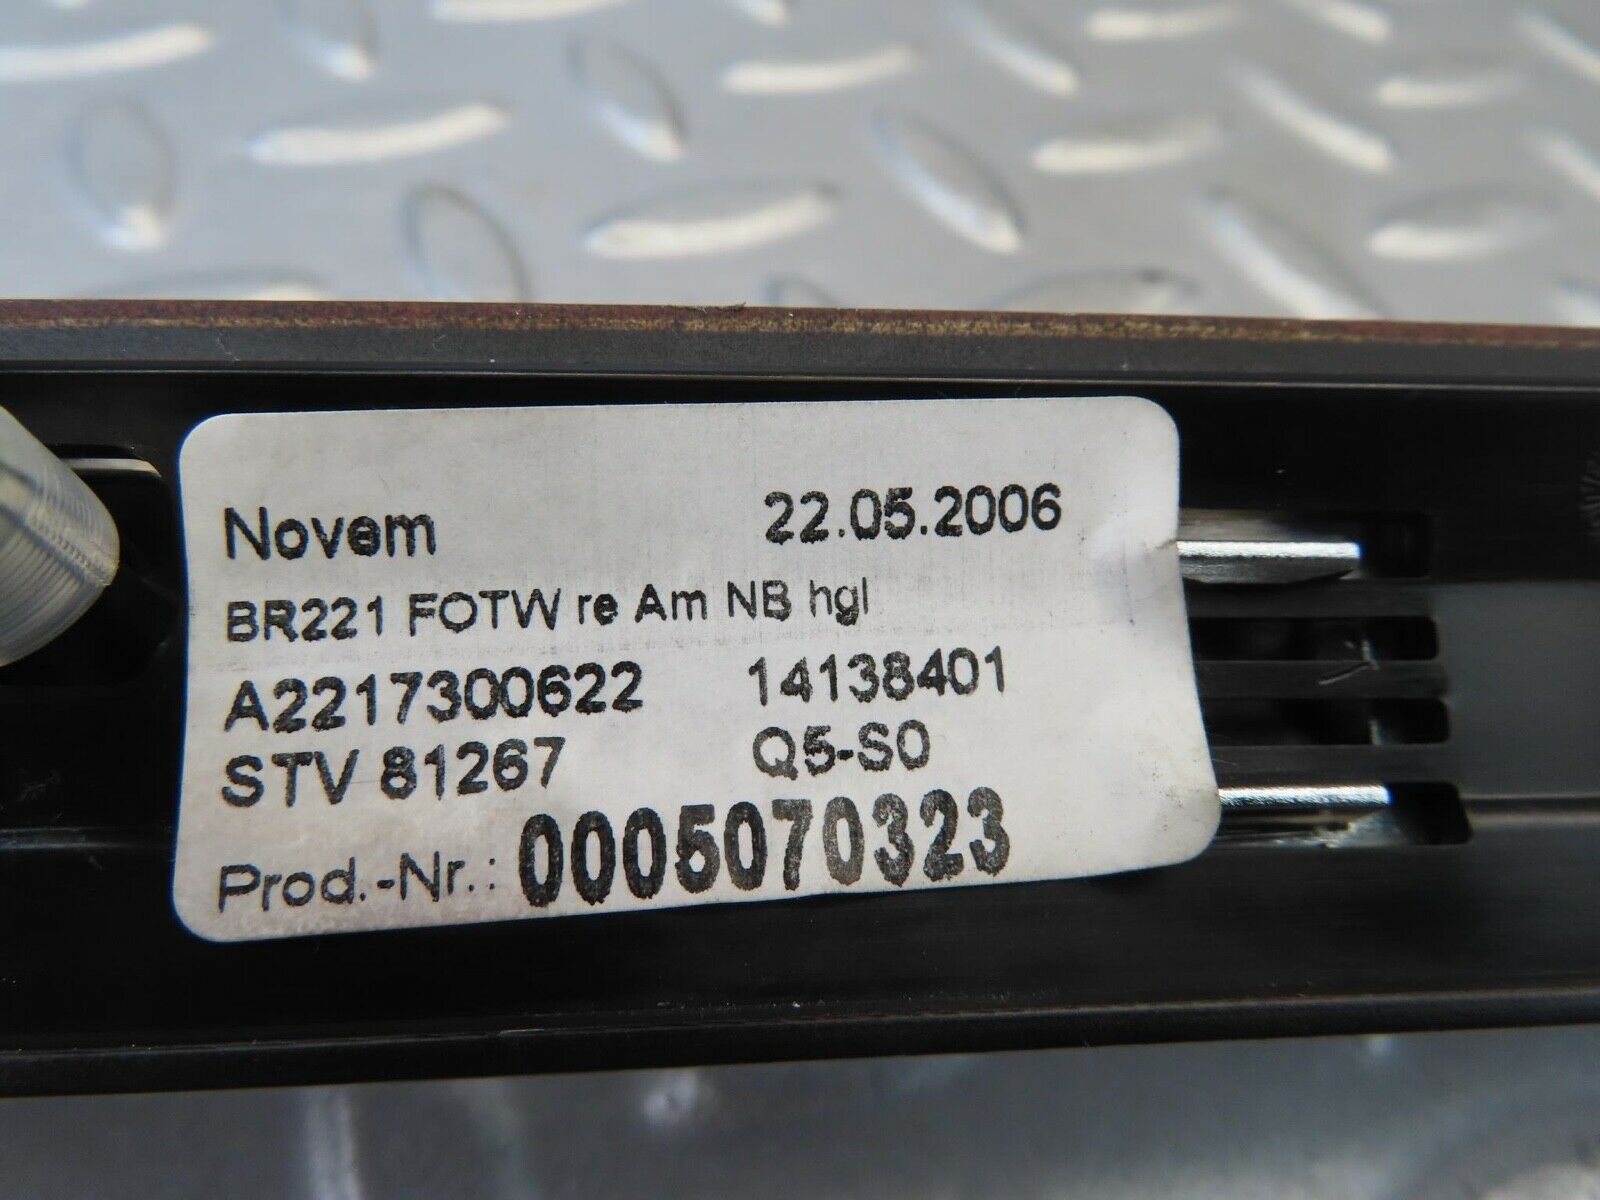 Novem 22.05.2006
BR221 FOTW re Am NB hgl
A2217300622 14138401
STV 81267 Q5-S0
Prod.-Nr.: 0005070323